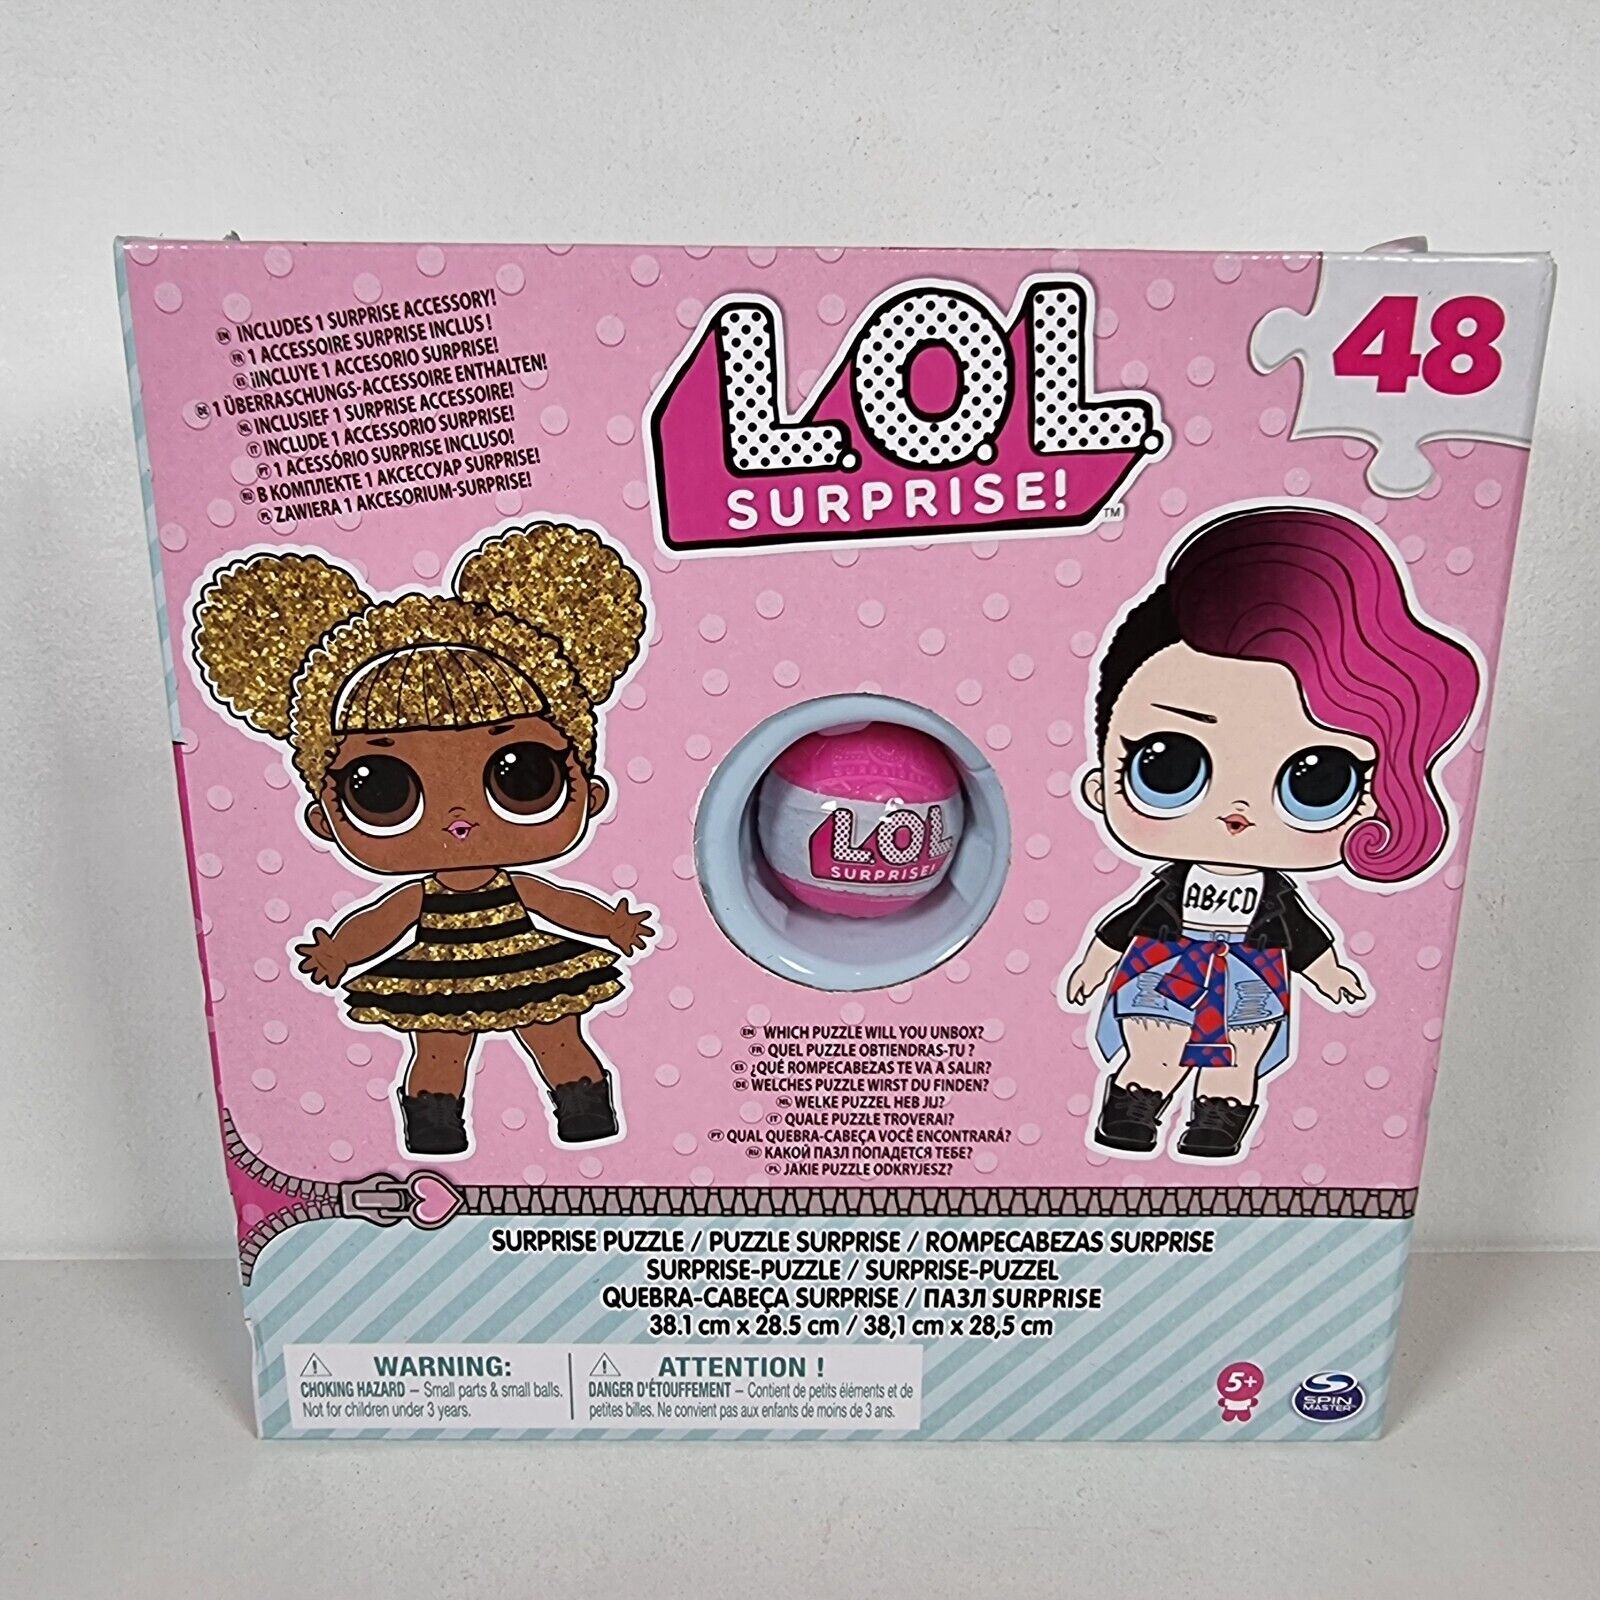 EN INCLUDES 1 SURPRISE ACCESSORY!
FR 1 ACCESSOIRE SURPRISE INCLUS !
ES ¡INCLUYE 1 ACCESORIO SURPRISE!
DE 1 ÜBERRASCHUNGS-ACCESSOIRE ENTHALTEN!
NL INCLUSIEF 1 SURPRISE ACCESSOIRE!
IT INCLUDE 1 ACCESSORIO SURPRISE!
PT 1 ACESSÓRIO SURPRISE INCLUSO!
RU В КОМПЛЕКТЕ 1 АКСЕССУАР SURPRISE!
PL ZAWIERA 1 AKCESORIUM-SURPRISE!
L.O.L.
SURPRISE!
TM
48
SURPRISE
L.O.L.
SURPRISE!
AB⚡CD
EN WHICH PUZZLE WILL YOU UNBOX?
FR QUEL PUZZLE OBTIENDRAS-TU ?
ES ¿QUÉ ROMPECABEZAS TE VA A SALIR?
DE WELCHES PUZZLE WIRST DU FINDEN?
NL WELKE PUZZEL HEB JIJ?
IT QUALE PUZZLE TROVERAI?
PT QUAL QUEBRA-CABEÇA VOCÊ ENCONTRARÁ?
RU КАКОЙ ПАЗЛ ПОПАДЕТСЯ ТЕБЕ?
PL JAKIE PUZZLE ODKRYJESZ?
SURPRISE PUZZLE / PUZZLE SURPRISE / ROMPECABEZAS SURPRISE
SURPRISE-PUZZLE / SURPRISE-PUZZEL
QUEBRA-CABEÇA SURPRISE / ПАЗЛ SURPRISE
38.1 cm x 28.5 cm / 38,1 cm x 28,5 cm
WARNING:
CHOKING HAZARD – Small parts & small balls.
Not for children under 3 years.
ATTENTION !
DANGER D'ÉTOUFFEMENT – Contient de petits éléments et de
petites billes. Ne convient pas aux enfants de moins de 3 ans.
5+
SPIN
MASTER